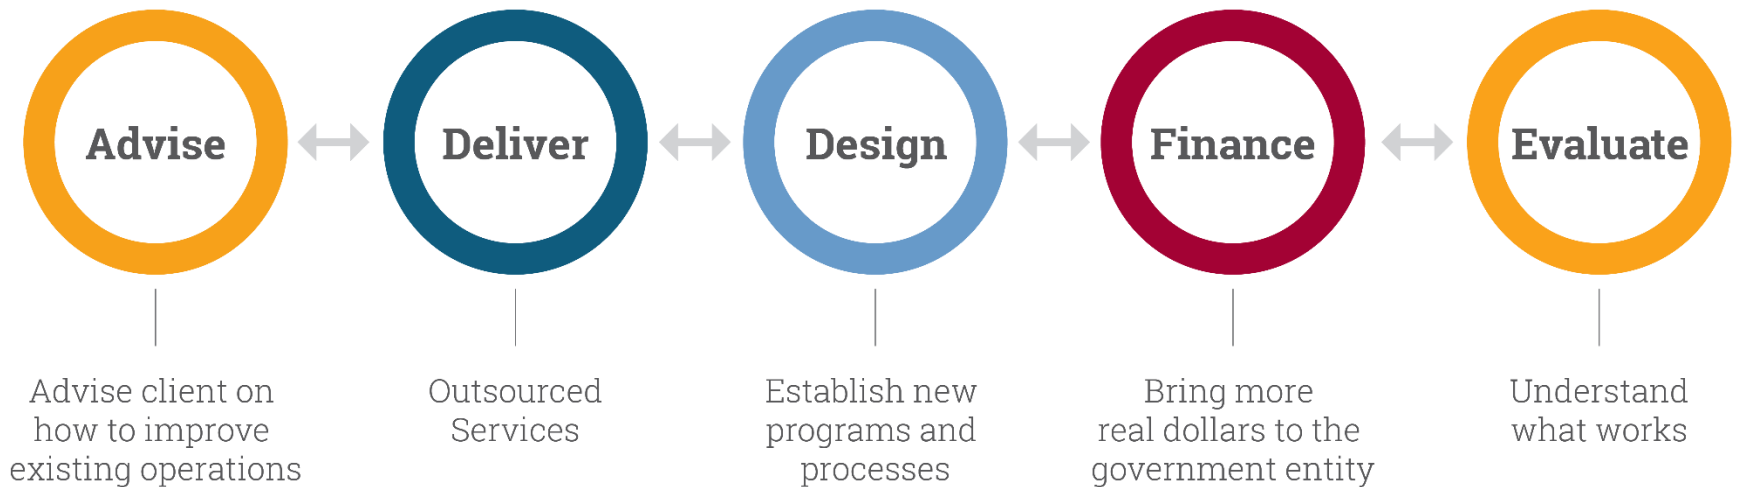 Advise
Deliver
Design
Finance
Evaluate
Advise client on
how to improve
existing operations
Outsourced
Services
Establish new
programs and
processes
Bring more
real dollars to the
government entity
Understand
what works